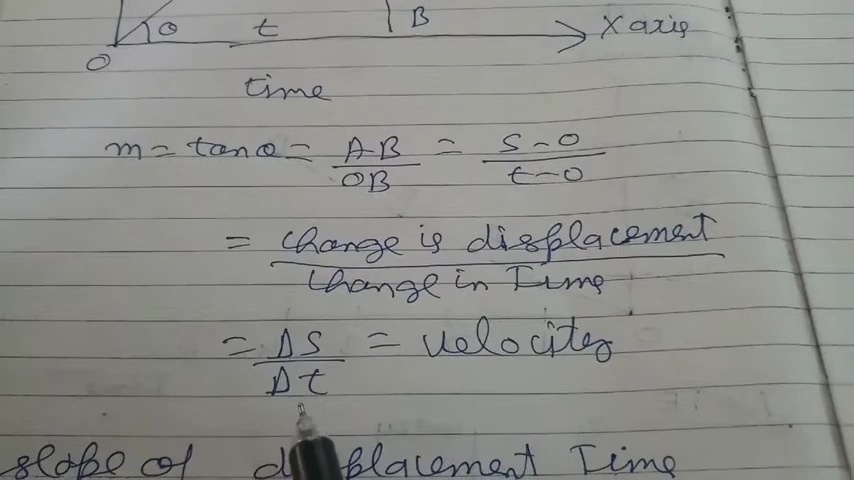 θ t B X axis
O
time
m = tanθ = AB/OB = S-0/t-0
= Change is displacement/Change in Time
= ΔS/Δt = velocity
slope of displacement Time